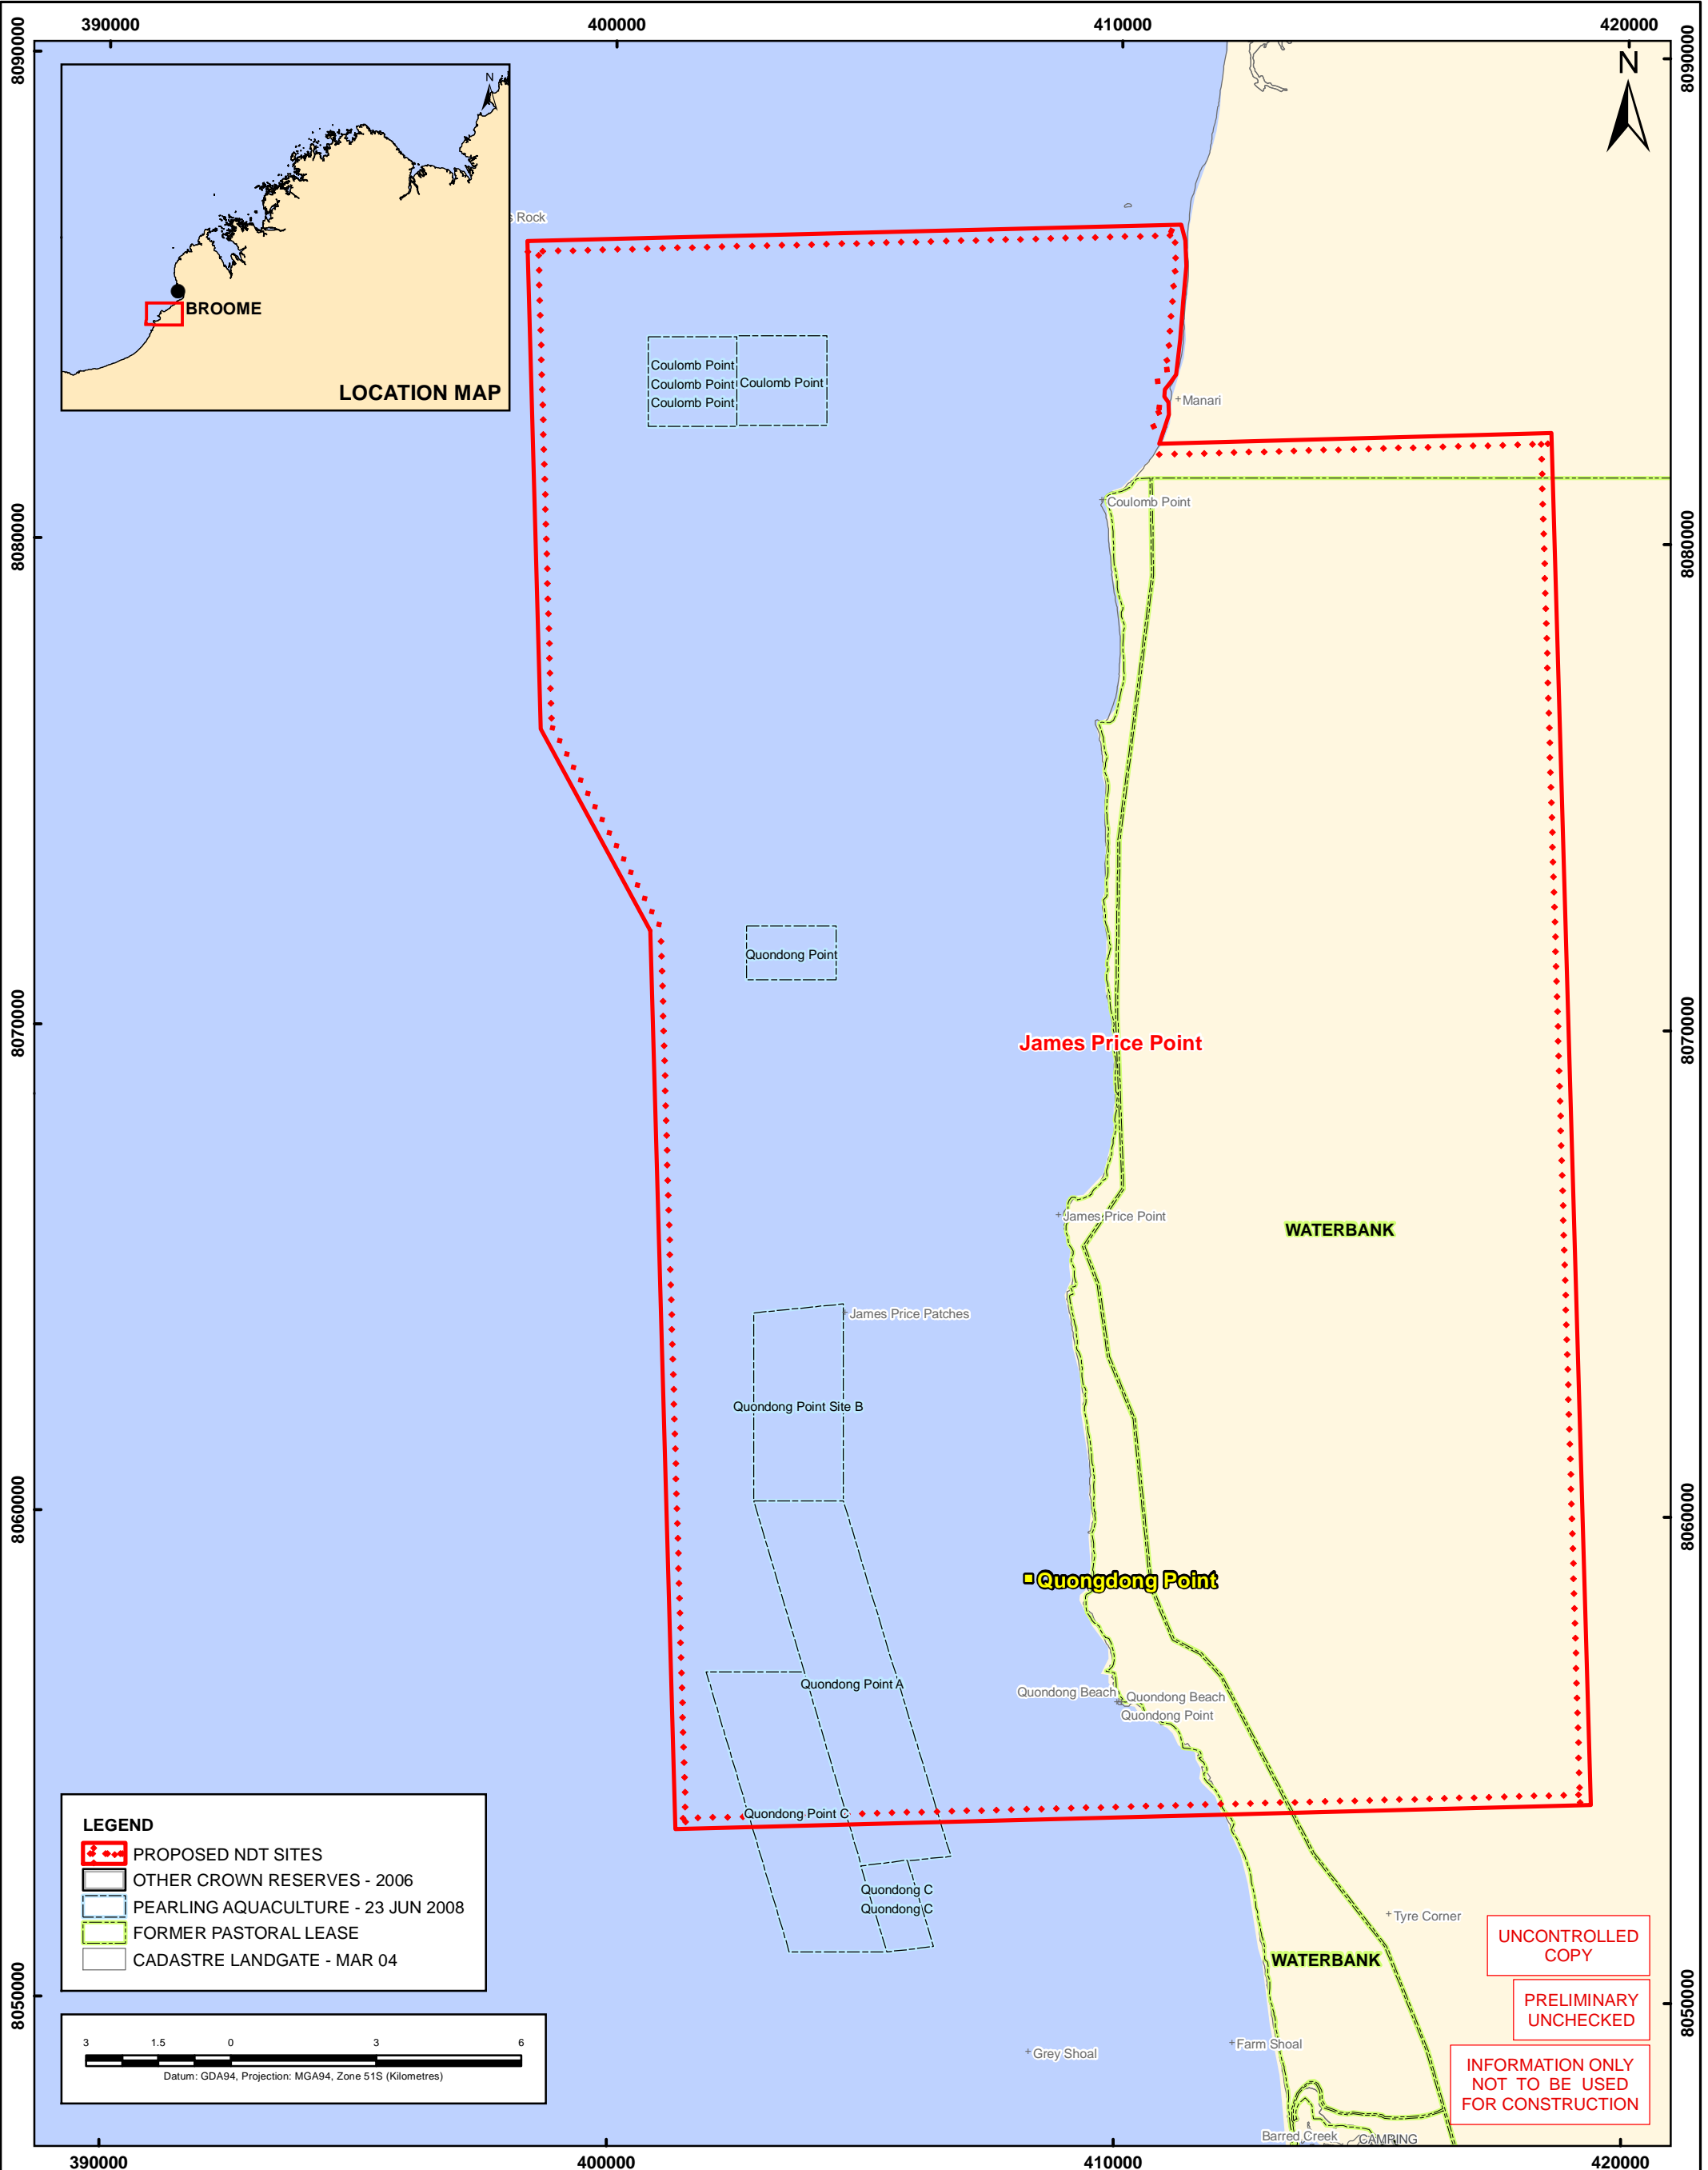 390000
400000
410000
420000
8090000
8090000
N
N
BROOME
LOCATION MAP
s Rock
Coulomb Point
Coulomb Point
Coulomb Point
Coulomb Point
Manari
Coulomb Point
8080000
8080000
Quondong Point
8070000
8070000
James Price Point
James Price Point
WATERBANK
James Price Patches
Quondong Point Site B
8060000
8060000
Quongdong Point
Quondong Point A
Quondong Beach
Quondong Beach
Quondong Point
Quondong Point C
Quondong C
Quondong C
Tyre Corner
WATERBANK
LEGEND
PROPOSED NDT SITES
OTHER CROWN RESERVES - 2006
PEARLING AQUACULTURE - 23 JUN 2008
FORMER PASTORAL LEASE
CADASTRE LANDGATE - MAR 04
UNCONTROLLED
COPY
PRELIMINARY
UNCHECKED
INFORMATION ONLY
NOT TO BE USED
FOR CONSTRUCTION
8050000
8050000
3 1.5 0 3 6
Datum: GDA94, Projection: MGA94, Zone 51S (Kilometres)
Grey Shoal
Farm Shoal
Barred Creek
CAMPING
390000
400000
410000
420000